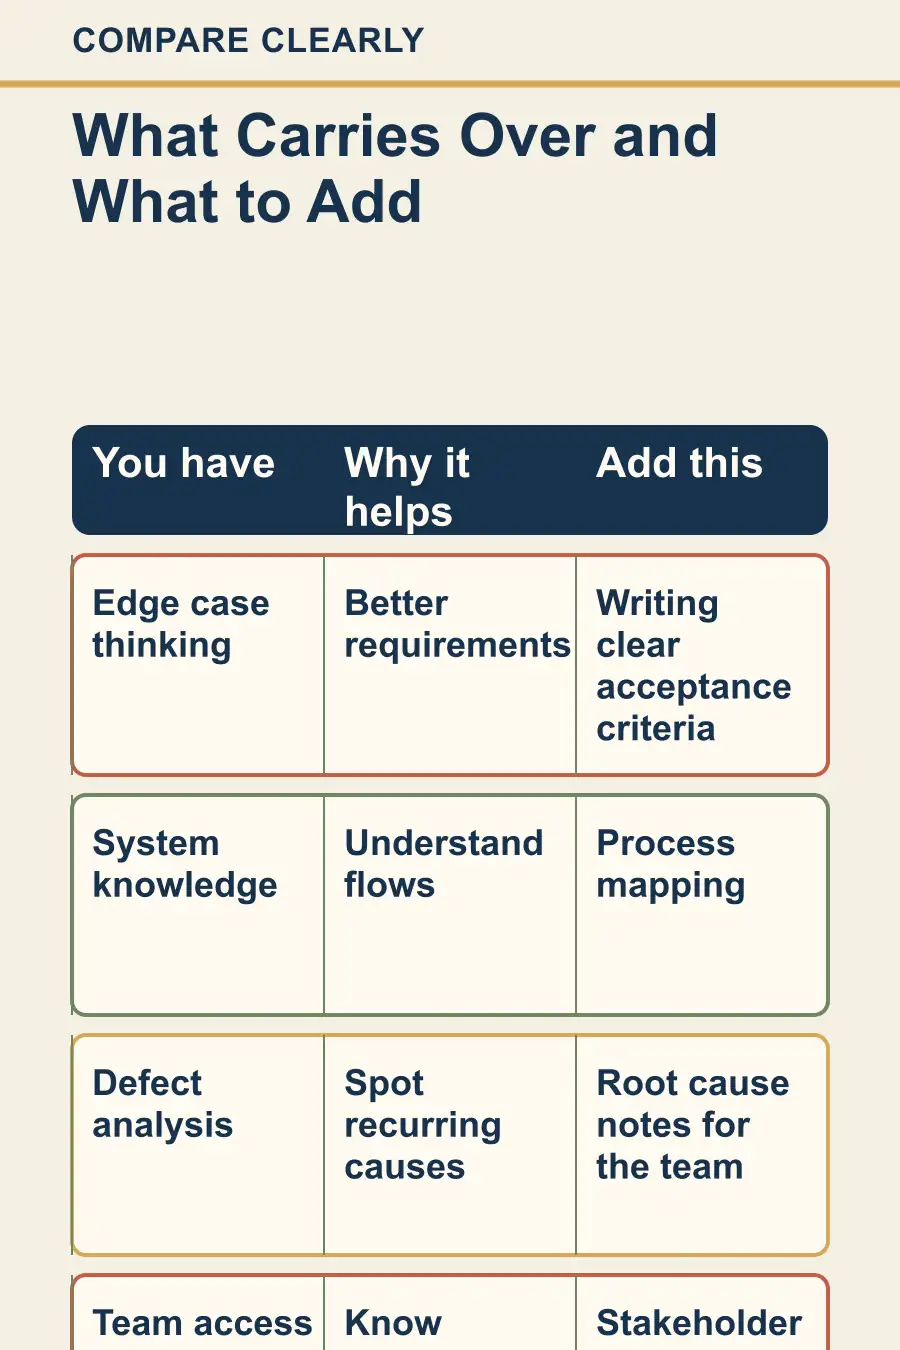 COMPARE CLEARLY
What Carries Over and
What to Add
You have
Why it
helps
Add this
Edge case
thinking
Better
requirements
Writing
clear
acceptance
criteria
System
knowledge
Understand
flows
Process
mapping
Defect
analysis
Spot
recurring
causes
Root cause
notes for
the team
Team access
Know
Stakeholder